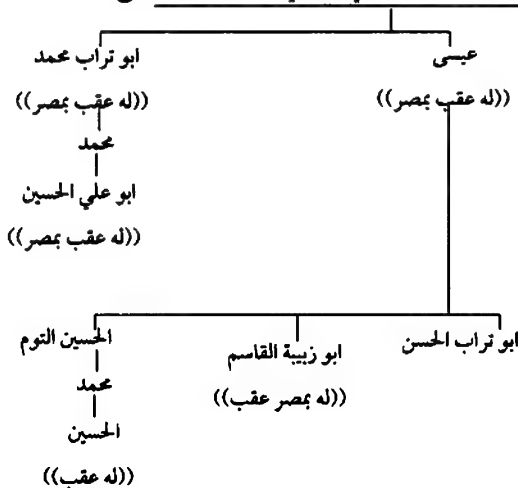 عيسى
ابو تراب محمد
((له عقب بمصر))
((له عقب بمصر))
محمد
ابو علي الحسين
((له عقب بمصر))
ابو تراب الحسن
ابو زبيبة القاسم
((له بمصر عقب))
الحسين التوم
محمد
الحسين
((له عقب))